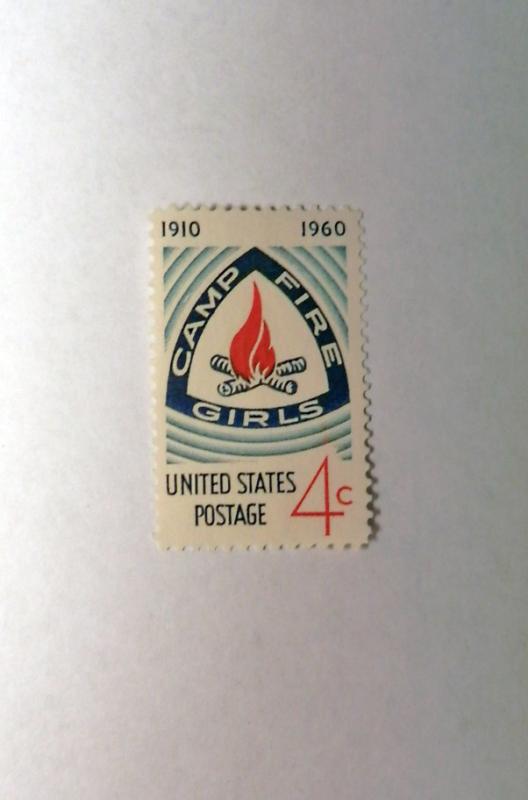 1910 1960
CAMP FIRE
GIRLS
UNITED STATES
POSTAGE
4c